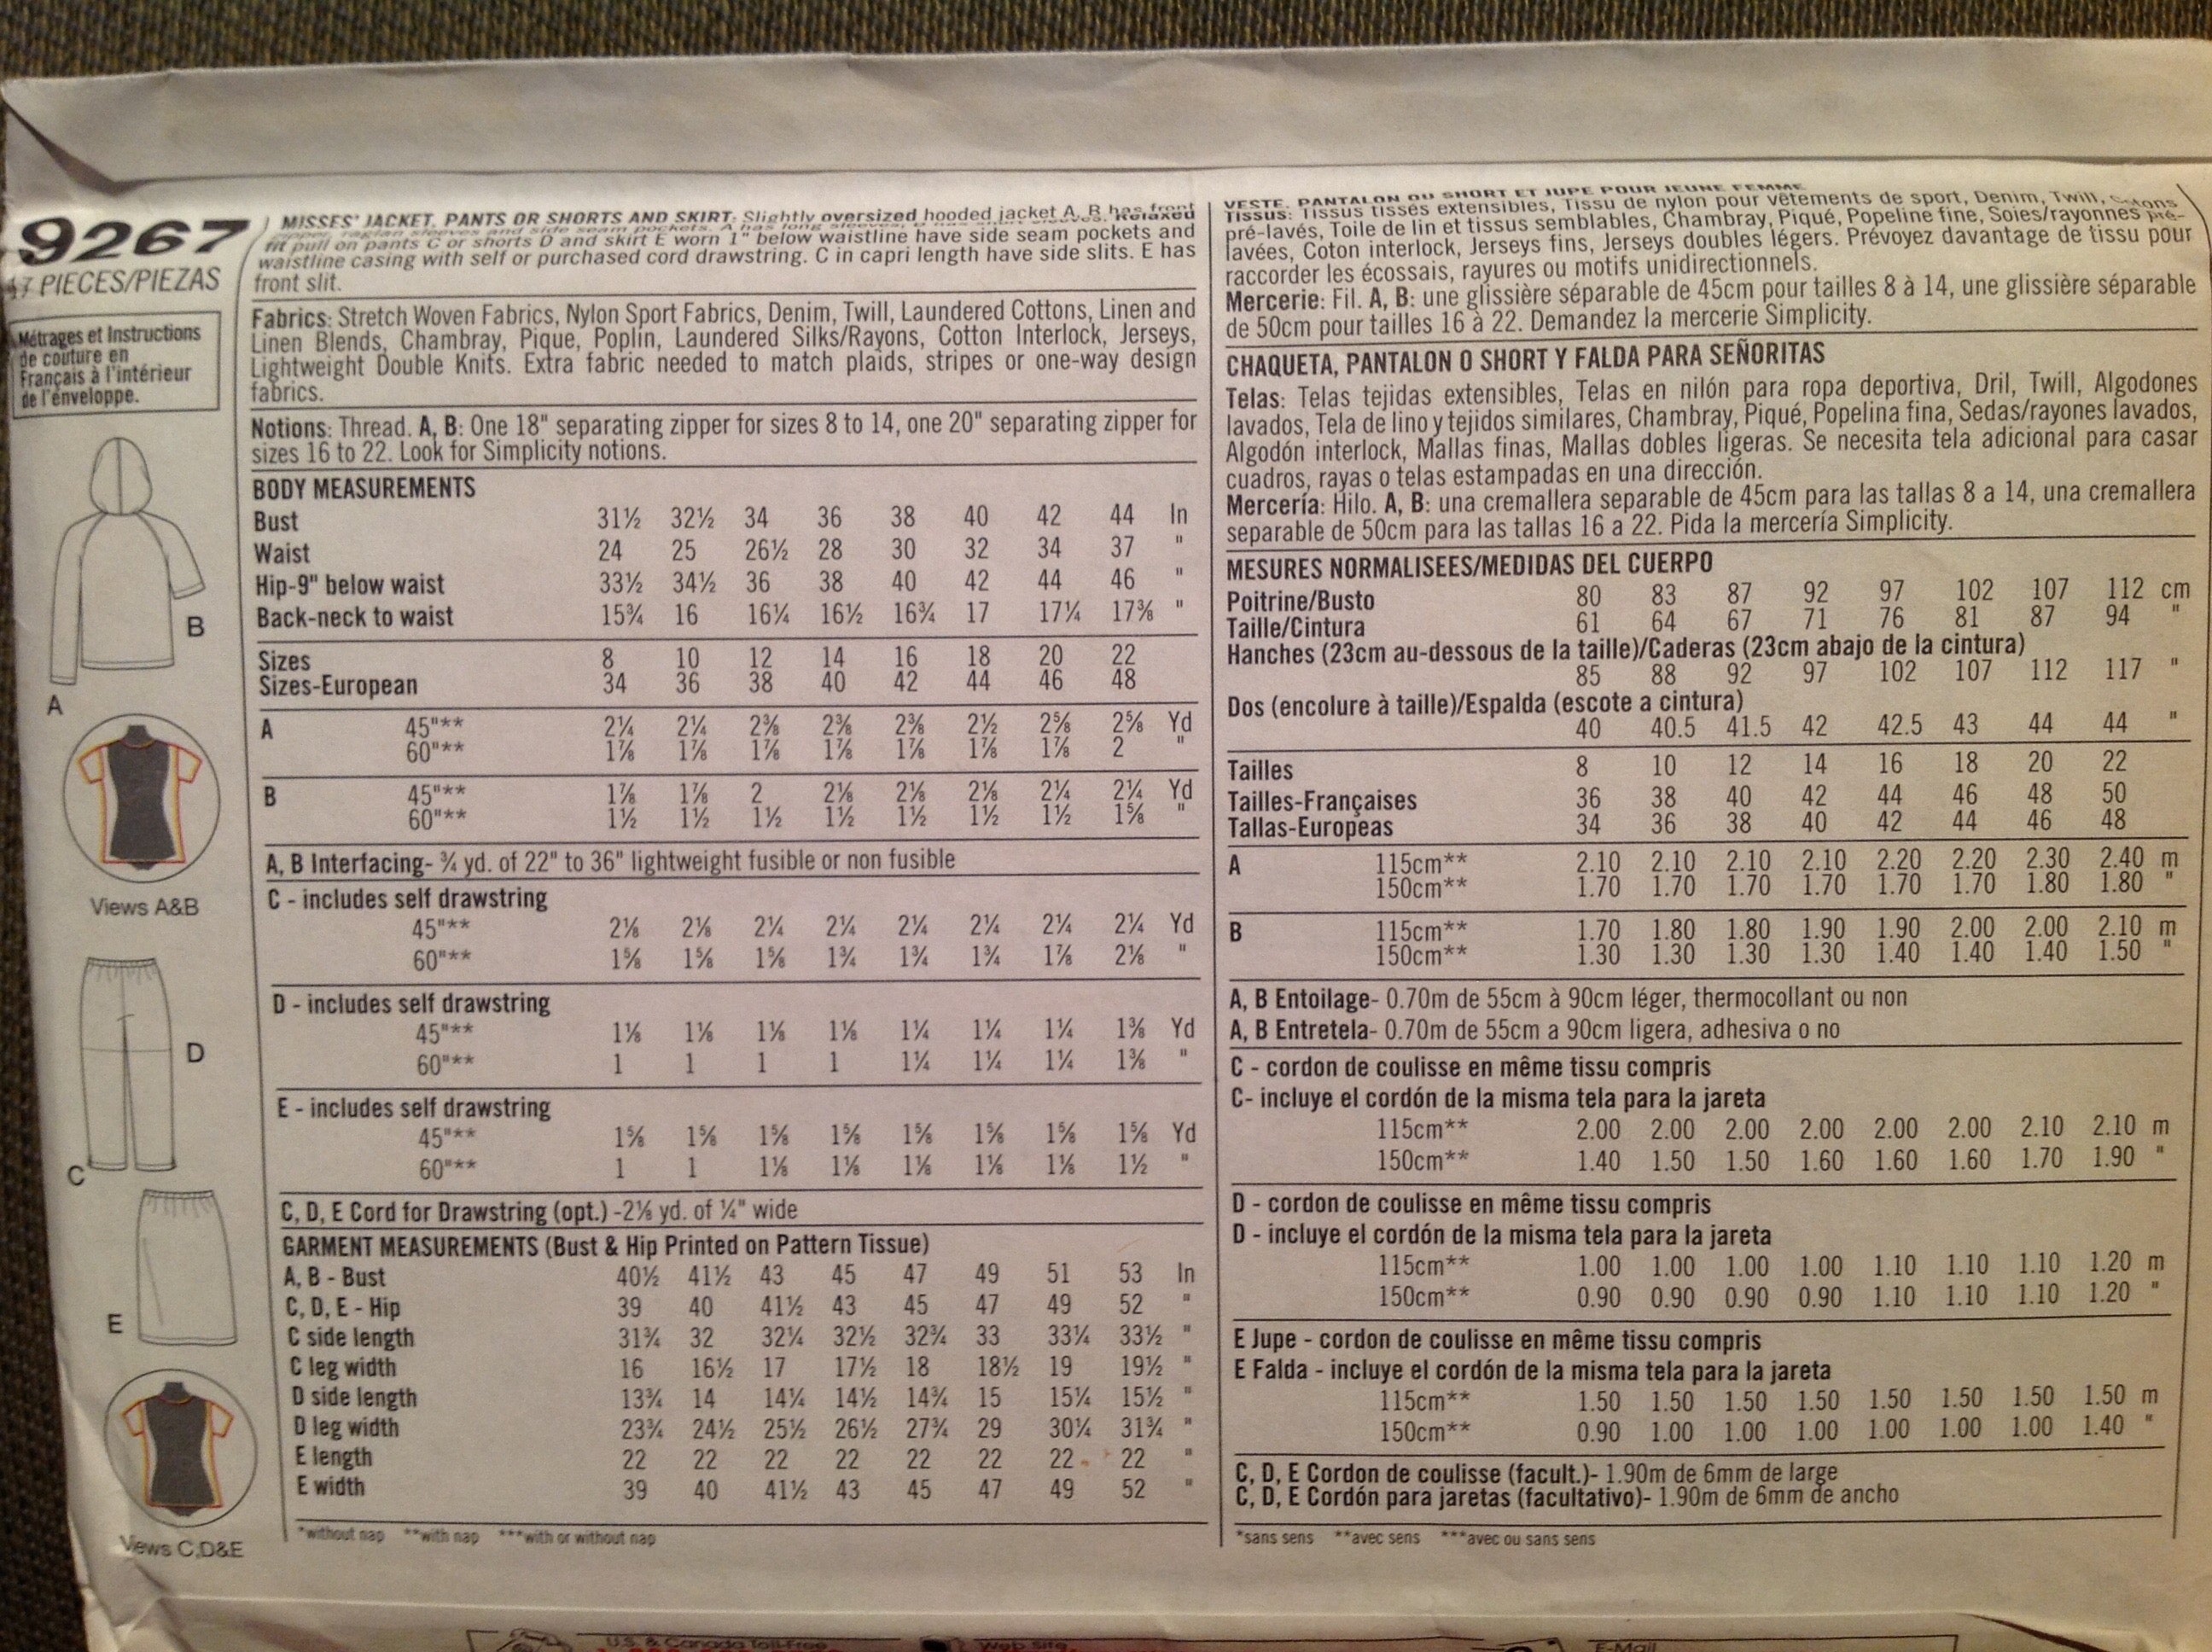 9267
17 PIECES/PIEZAS
Métrages et Instructions
de couture en
Français à l'intérieur
de l'énveloppe.
B
A
Views A&B
D
C
E
Views C,D&E
MISSES' JACKET, PANTS OR SHORTS AND SKIRT: Slightly oversized hooded jacket A, B has front
raglan sleeves and side seam pockets. A has long sleeves, Relaxed
fit pull on pants C or shorts D and skirt E worn 1" below waistline have side seam pockets and
waistline casing with self or purchased cord drawstring. C in capri length have side slits. E has
front slit.
Fabrics: Stretch Woven Fabrics, Nylon Sport Fabrics, Denim, Twill, Laundered Cottons, Linen and
Linen Blends, Chambray, Pique, Poplin, Laundered Silks/Rayons, Cotton Interlock, Jerseys,
Lightweight Double Knits. Extra fabric needed to match plaids, stripes or one-way design
fabrics.
Notions: Thread. A, B: One 18" separating zipper for sizes 8 to 14, one 20" separating zipper for
sizes 16 to 22. Look for Simplicity notions.
BODY MEASUREMENTS
Bust 31½ 32½ 34 36 38 40 42 44 In
Waist 24 25 26½ 28 30 32 34 37 "
Hip-9" below waist 33½ 34½ 36 38 40 42 44 46 "
Back-neck to waist 15¾ 16 16¼ 16½ 16¾ 17 17¼ 17⅜ "
Sizes 8 10 12 14 16 18 20 22
Sizes-European 34 36 38 40 42 44 46 48
A 45"** 2¼ 2¼ 2⅜ 2⅜ 2⅜ 2½ 2⅝ 2⅝ Yd
60"** 1⅞ 1⅞ 1⅞ 1⅞ 1⅞ 1⅞ 1⅞ 2 "
B 45"** 1⅞ 1⅞ 2 2⅛ 2⅛ 2⅛ 2¼ 2¼ Yd
60"** 1½ 1½ 1½ 1½ 1½ 1½ 1½ 1⅝ "
A, B Interfacing- ¾ yd. of 22" to 36" lightweight fusible or non fusible
C - includes self drawstring
45"** 2⅛ 2⅛ 2¼ 2¼ 2¼ 2¼ 2¼ 2¼ Yd
60"** 1⅝ 1⅝ 1⅝ 1¾ 1¾ 1¾ 1⅞ 2⅛ "
D - includes self drawstring
45"** 1⅛ 1⅛ 1⅛ 1⅛ 1¼ 1¼ 1¼ 1⅜ Yd
60"** 1 1 1 1 1¼ 1¼ 1¼ 1⅜ "
E - includes self drawstring
45"** 1⅝ 1⅝ 1⅝ 1⅝ 1⅝ 1⅝ 1⅝ 1⅝ Yd
60"** 1 1 1⅛ 1⅛ 1⅛ 1⅛ 1⅛ 1½ "
C, D, E Cord for Drawstring (opt.) -2⅛ yd. of ¼" wide
GARMENT MEASUREMENTS (Bust & Hip Printed on Pattern Tissue)
A, B - Bust 40½ 41½ 43 45 47 49 51 53 In
C, D, E - Hip 39 40 41½ 43 45 47 49 52 "
C side length 31¾ 32 32¼ 32½ 32¾ 33 33¼ 33½ "
C leg width 16 16½ 17 17½ 18 18½ 19 19½ "
D side length 13¾ 14 14¼ 14½ 14¾ 15 15¼ 15½ "
D leg width 23¾ 24½ 25½ 26½ 27¾ 29 30¼ 31¾ "
E length 22 22 22 22 22 22 22 22 "
E width 39 40 41½ 43 45 47 49 52 "
*without nap **with nap ***with or without nap
VESTE, PANTALON OU SHORT ET JUPE POUR JEUNE FEMME
Tissus: Tissus tissés extensibles, Tissu de nylon pour vêtements de sport, Denim, Twill, Cotons
pré-lavés, Toile de lin et tissus semblables, Chambray, Piqué, Popeline fine, Soies/rayonnes pré-
lavées, Coton interlock, Jerseys fins, Jerseys doubles légers. Prévoyez davantage de tissu pour
raccorder les écossais, rayures ou motifs unidirectionnels.
Mercerie: Fil. A, B: une glissière séparable de 45cm pour tailles 8 à 14, une glissière séparable
de 50cm pour tailles 16 à 22. Demandez la mercerie Simplicity.
CHAQUETA, PANTALON O SHORT Y FALDA PARA SEÑORITAS
Telas: Telas tejidas extensibles, Telas en nilón para ropa deportiva, Dril, Twill, Algodones
lavados, Tela de lino y tejidos similares, Chambray, Piqué, Popelina fina, Sedas/rayones lavados,
Algodón interlock, Mallas finas, Mallas dobles ligeras. Se necesita tela adicional para casar
cuadros, rayas o telas estampadas en una dirección.
Mercería: Hilo. A, B: una cremallera separable de 45cm para las tallas 8 a 14, una cremallera
separable de 50cm para las tallas 16 a 22. Pida la mercería Simplicity.
MESURES NORMALISEES/MEDIDAS DEL CUERPO
Poitrine/Busto 80 83 87 92 97 102 107 112 cm
Taille/Cintura 61 64 67 71 76 81 87 94 "
Hanches (23cm au-dessous de la taille)/Caderas (23cm abajo de la cintura)
85 88 92 97 102 107 112 117 "
Dos (encolure à taille)/Espalda (escote a cintura)
40 40.5 41.5 42 42.5 43 44 44 "
Tailles 8 10 12 14 16 18 20 22
Tailles-Françaises 36 38 40 42 44 46 48 50
Tallas-Europeas 34 36 38 40 42 44 46 48
A 115cm** 2.10 2.10 2.10 2.10 2.20 2.20 2.30 2.40 m
150cm** 1.70 1.70 1.70 1.70 1.70 1.70 1.80 1.80 "
B 115cm** 1.70 1.80 1.80 1.90 1.90 2.00 2.00 2.10 m
150cm** 1.30 1.30 1.30 1.30 1.40 1.40 1.40 1.50 "
A, B Entoilage- 0.70m de 55cm à 90cm léger, thermocollant ou non
A, B Entretela- 0.70m de 55cm a 90cm ligera, adhesiva o no
C - cordon de coulisse en même tissu compris
C- incluye el cordón de la misma tela para la jareta
115cm** 2.00 2.00 2.00 2.00 2.00 2.00 2.10 2.10 m
150cm** 1.40 1.50 1.50 1.60 1.60 1.60 1.70 1.90 "
D - cordon de coulisse en même tissu compris
D - incluye el cordón de la misma tela para la jareta
115cm** 1.00 1.00 1.00 1.00 1.10 1.10 1.10 1.20 m
150cm** 0.90 0.90 0.90 0.90 1.10 1.10 1.10 1.20 "
E Jupe - cordon de coulisse en même tissu compris
E Falda - incluye el cordón de la misma tela para la jareta
115cm** 1.50 1.50 1.50 1.50 1.50 1.50 1.50 1.50 m
150cm** 0.90 1.00 1.00 1.00 1.00 1.00 1.00 1.40 "
C, D, E Cordon de coulisse (facult.)- 1.90m de 6mm de large
C, D, E Cordón para jaretas (facultativo)- 1.90m de 6mm de ancho
*sans sens **avec sens ***avec ou sans sens
U.S. & Canada Toll-Free
Web Site
E-Mail